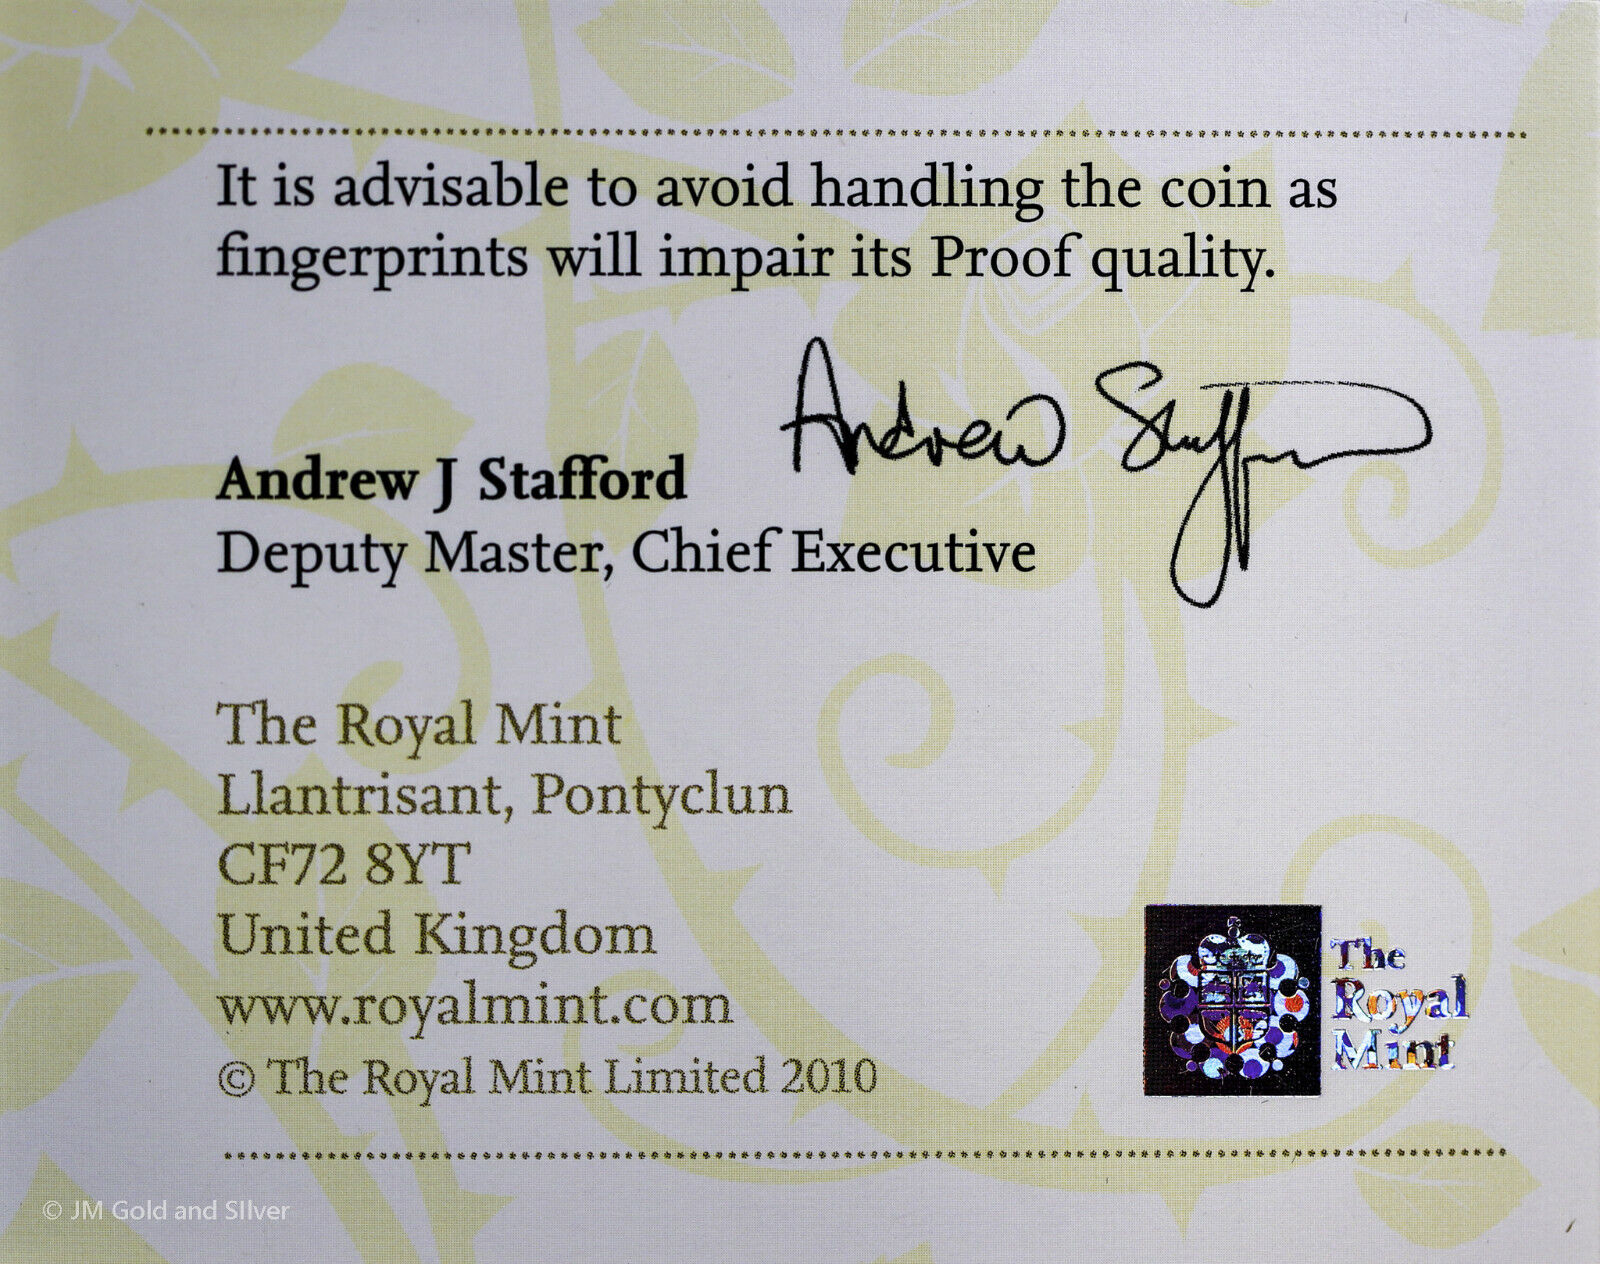 It is advisable to avoid handling the coin as
fingerprints will impair its Proof quality.
Andrew Stafford
Andrew J Stafford
Deputy Master, Chief Executive
The Royal Mint
Llantrisant, Pontyclun
CF72 8YT
United Kingdom
www.royalmint.com
© The Royal Mint Limited 2010
The
Royal
Mint
© JM Gold and SIlver